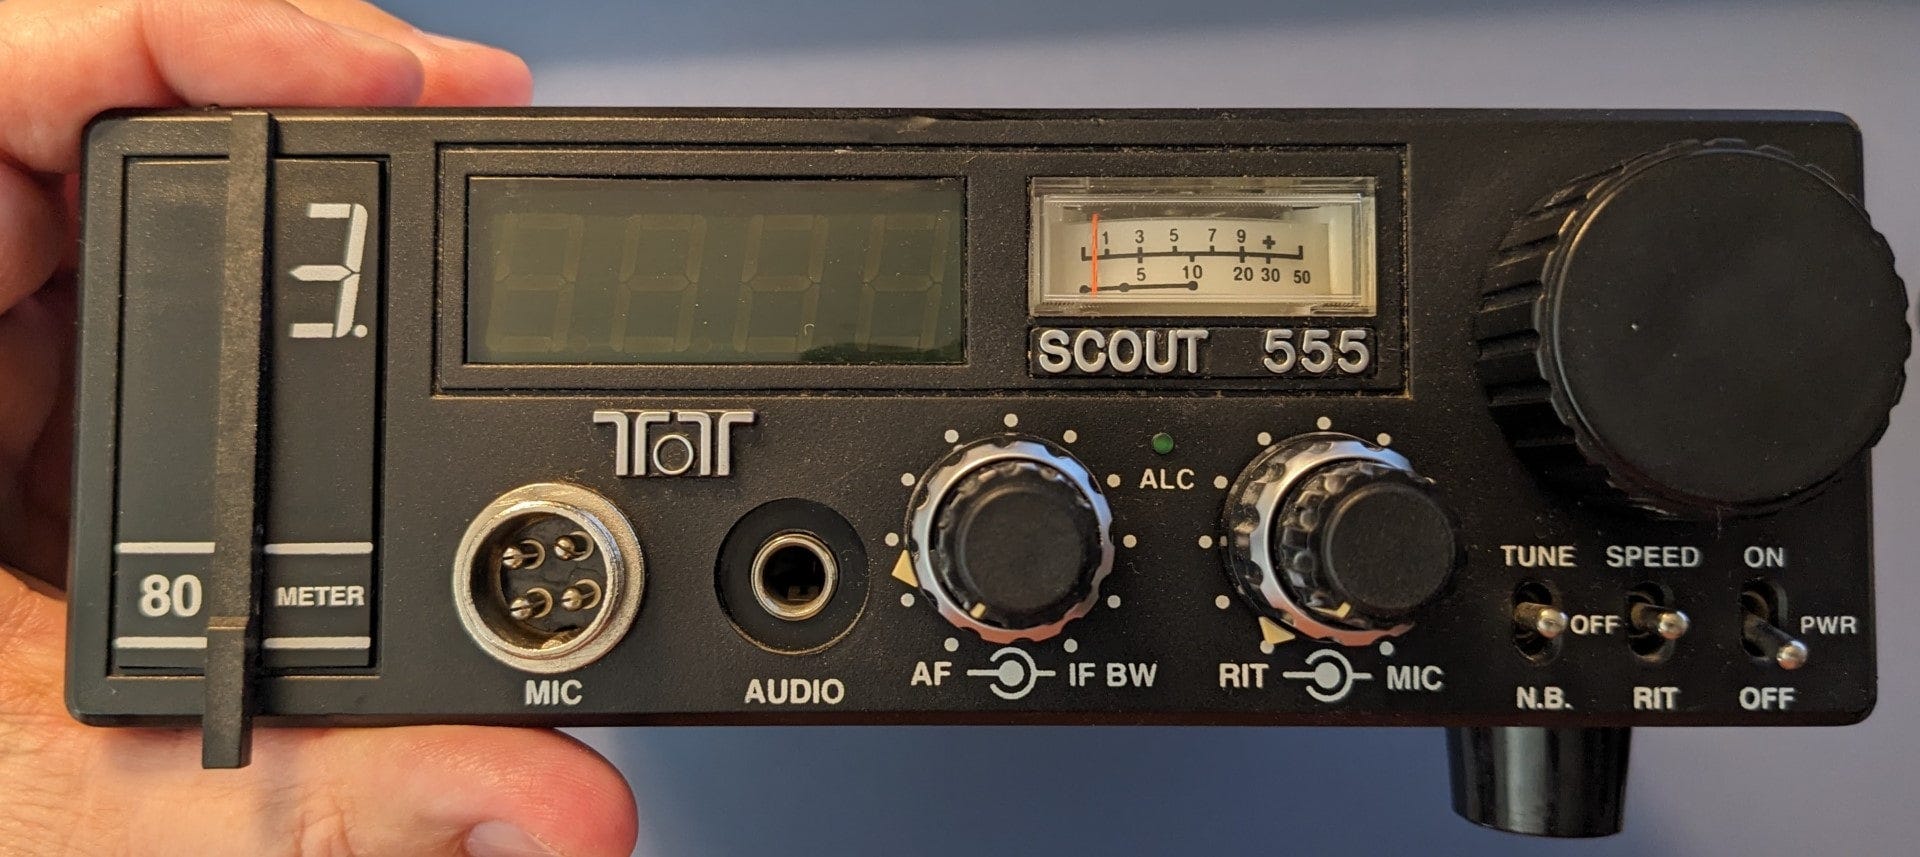 3.
80 METER
1 3 5 7 9 +
5 10 20 30 50
SCOUT 555
TOT
ALC
MIC
AUDIO
AF IF BW
RIT MIC
TUNE SPEED ON
OFF PWR
N.B. RIT OFF